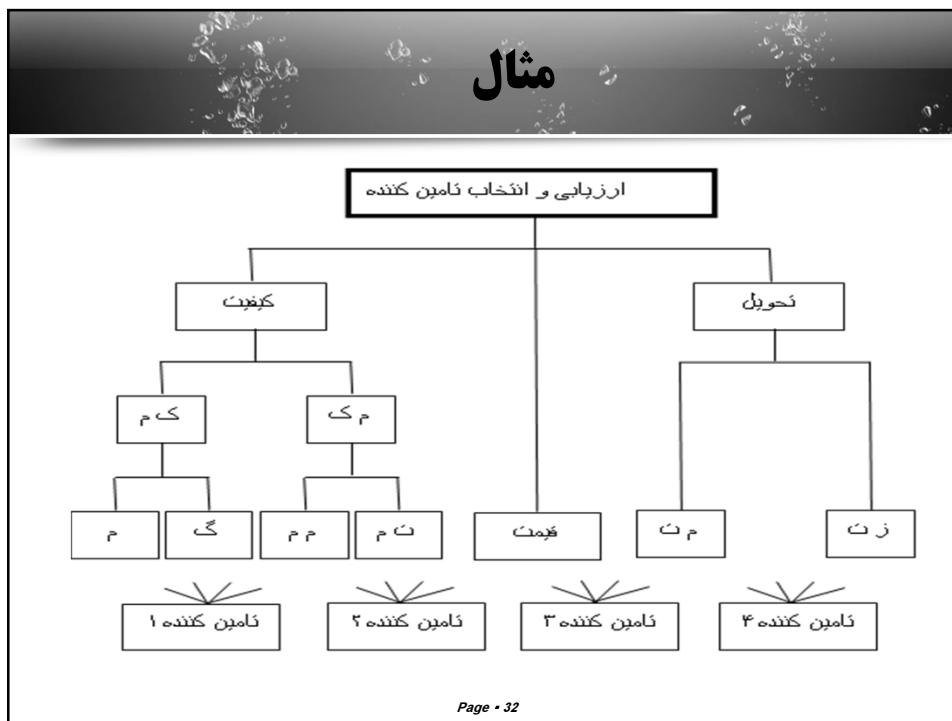 مثال
ارزیابی و انتخاب تامین کننده
تحویل
کیفیت
م ک
ک م
ز ت
م ت
قیمت
ت م
م م
گ
م
تامین کننده ۴
تامین کننده ۳
تامین کننده ۲
تامین کننده ۱
Page ▪ 32